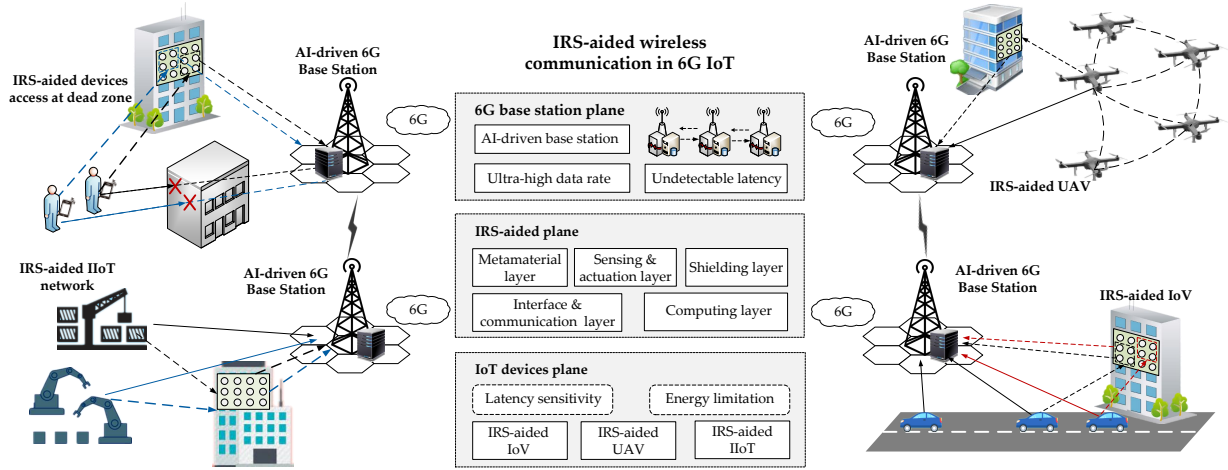 IRS-aided wireless
communication in 6G IoT
IRS-aided devices
access at dead zone
AI-driven 6G
Base Station
6G
6G base station plane
AI-driven base station
Ultra-high data rate
Undetectable latency
6G
AI-driven 6G
Base Station
IRS-aided UAV
IRS-aided plane
Metamaterial
layer
Sensing &
actuation layer
Shielding layer
Interface &
communication layer
Computing layer
IRS-aided IIoT
network
AI-driven 6G
Base Station
6G
6G
AI-driven 6G
Base Station
IRS-aided IoV
IoT devices plane
Latency sensitivity
Energy limitation
IRS-aided
IoV
IRS-aided
UAV
IRS-aided
IIoT